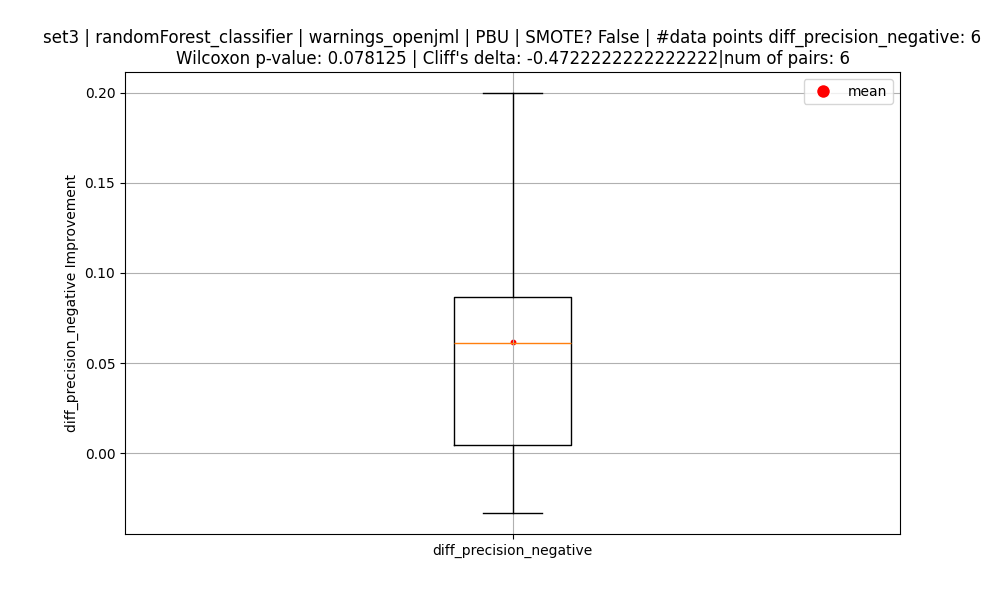 set3 | randomForest_classifier | warnings_openjml | PBU | SMOTE? False | #data points diff_precision_negative: 6
Wilcoxon p-value: 0.078125 | Cliff's delta: -0.4722222222222222|num of pairs: 6
mean
0.20
0.15
0.10
0.05
0.00
diff_precision_negative Improvement
diff_precision_negative